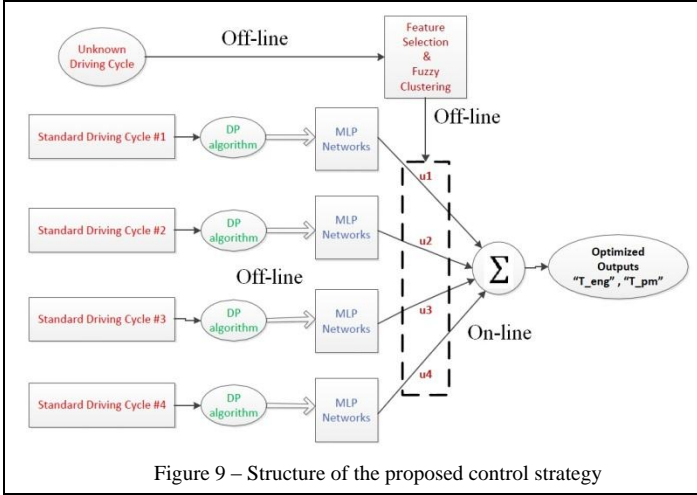 Unknown
Driving Cycle
Off-line
Feature
Selection
&
Fuzzy
Clustering
Off-line
Standard Driving Cycle #1
DP
algorithm
MLP
Networks
u1
Standard Driving Cycle #2
DP
algorithm
MLP
Networks
u2
Off-line
Σ
Optimized
Outputs
“T_eng” , “T_pm”
Standard Driving Cycle #3
DP
algorithm
MLP
Networks
u3
On-line
Standard Driving Cycle #4
DP
algorithm
MLP
Networks
u4
Figure 9 – Structure of the proposed control strategy